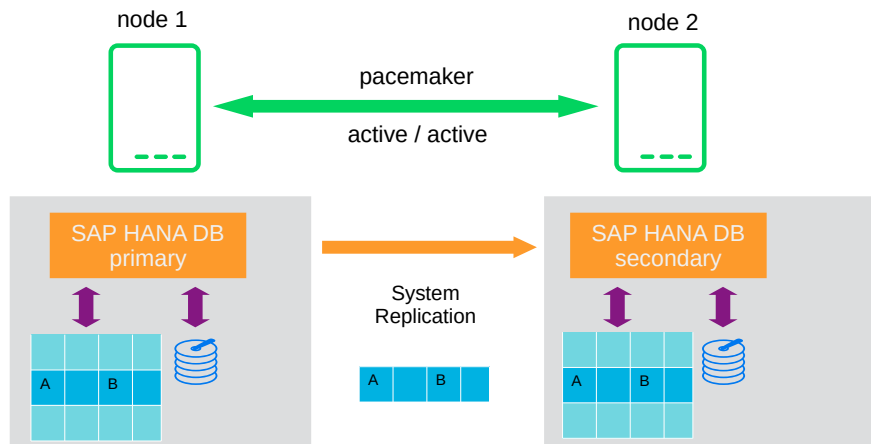 node 1
node 2
pacemaker
active / active
SAP HANA DB
primary
SAP HANA DB
secondary
System
Replication
A B
A B
A B